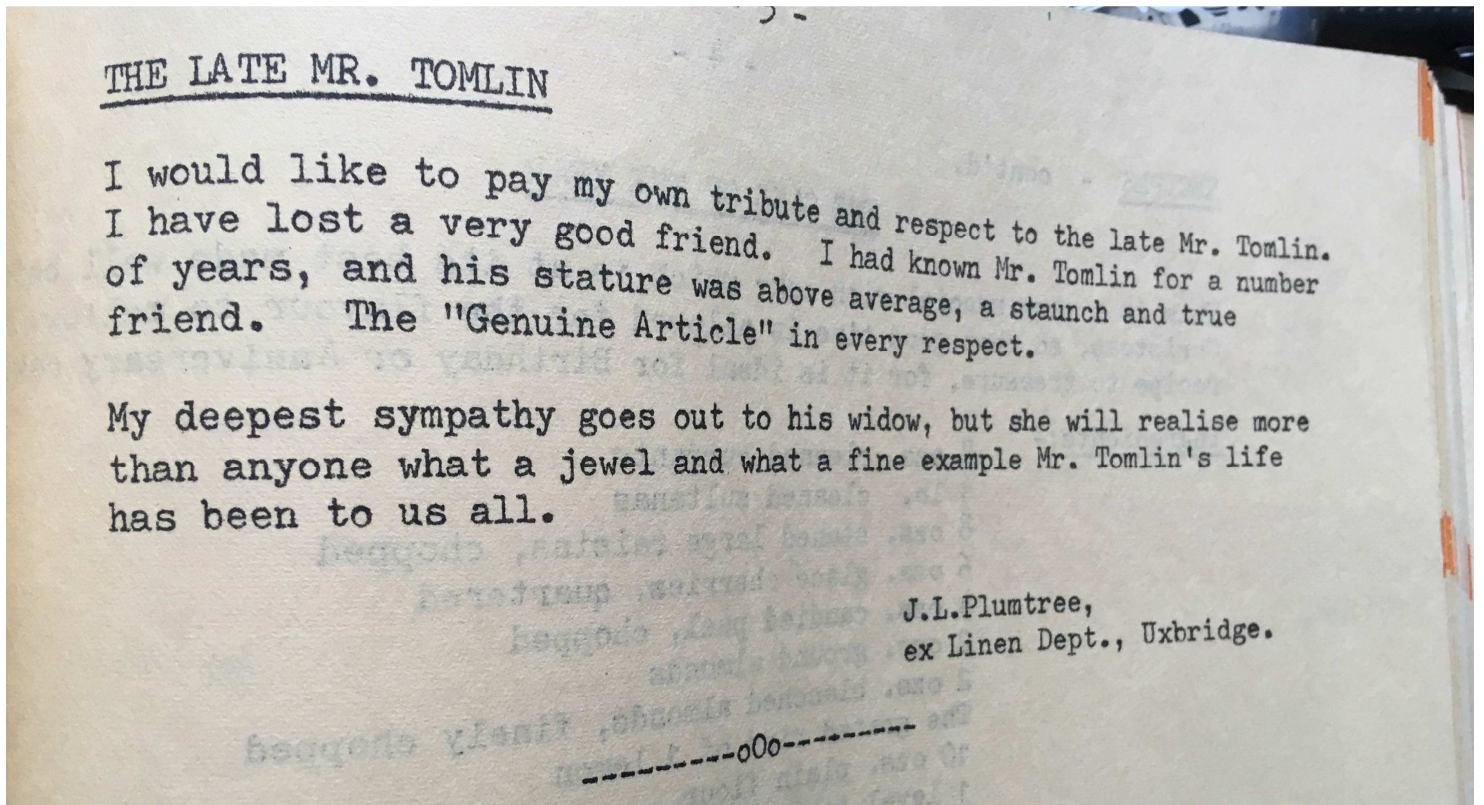 THE LATE MR. TOMLIN
I would like to pay my own tribute and respect to the late Mr. Tomlin.
I have lost a very good friend. I had known Mr. Tomlin for a number
of years, and his stature was above average, a staunch and true
friend. The "Genuine Article" in every respect.
My deepest sympathy goes out to his widow, but she will realise more
than anyone what a jewel and what a fine example Mr. Tomlin's life
has been to us all.
J.L.Plumtree,
ex Linen Dept., Uxbridge.
---------oOo---------